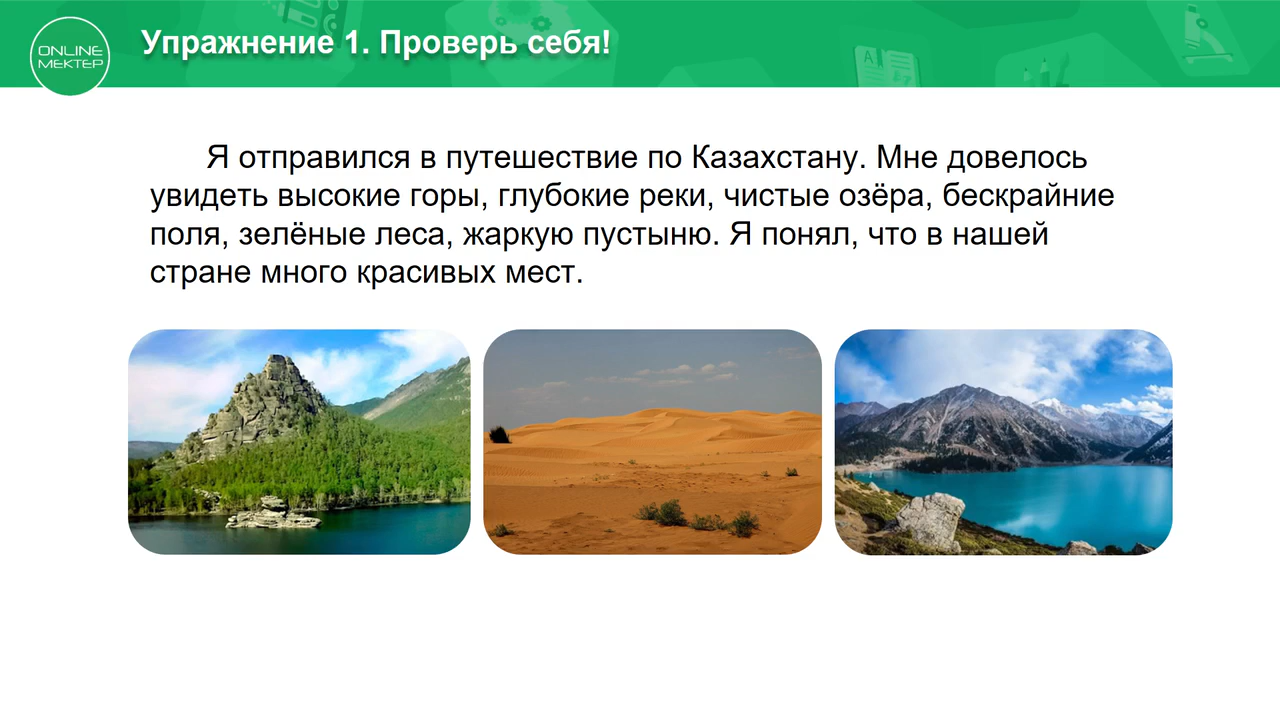 ONLINE
МЕКТЕР
Упражнение 1. Проверь себя!
Я отправился в путешествие по Казахстану. Мне довелось
увидеть высокие горы, глубокие реки, чистые озёра, бескрайние
поля, зелёные леса, жаркую пустыню. Я понял, что в нашей
стране много красивых мест.